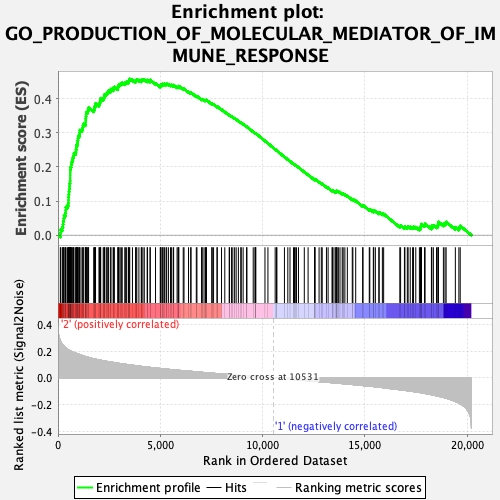 Enrichment plot:
GO_PRODUCTION_OF_MOLECULAR_MEDIATOR_OF_IM
MUNE_RESPONSE
Enrichment score (ES)
0.4
0.3
0.2
0.1
0.0
'2' (positively correlated)
Ranked list metric (Signal2Noise)
0.4
0.2
0.0
-0.2
-0.4
Zero cross at 10531
'1' (negatively correlated)
0
5,000
10,000
15,000
20,000
Rank in Ordered Dataset
Enrichment profile
Hits
Ranking metric scores